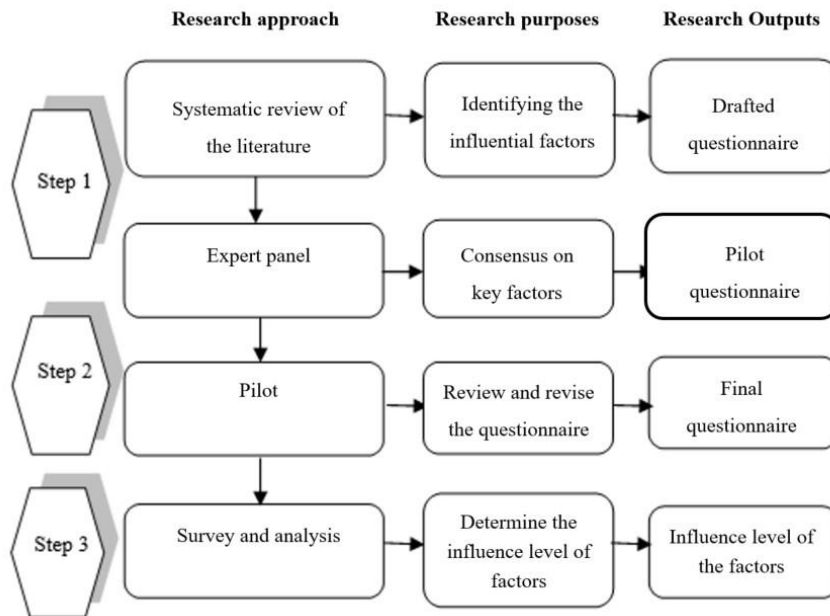 Research approach
Research purposes
Research Outputs
Step 1
Systematic review of
the literature
Identifying the
influential factors
Drafted
questionnaire
Expert panel
Consensus on
key factors
Pilot
questionnaire
Step 2
Pilot
Review and revise
the questionnaire
Final
questionnaire
Step 3
Survey and analysis
Determine the
influence level of
factors
Influence level of
the factors